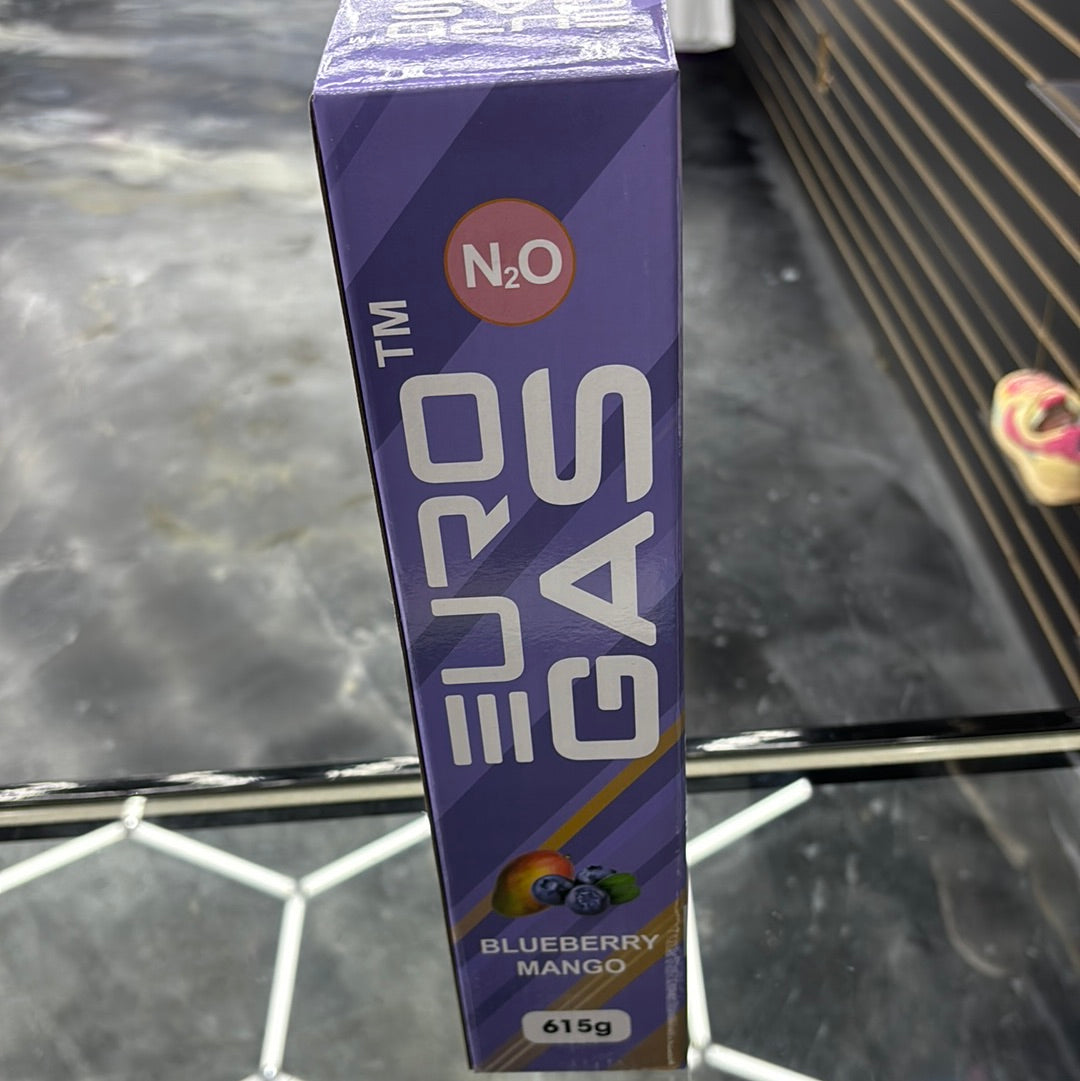 N₂O
EURO™
GAS
BLUEBERRY
MANGO
615g